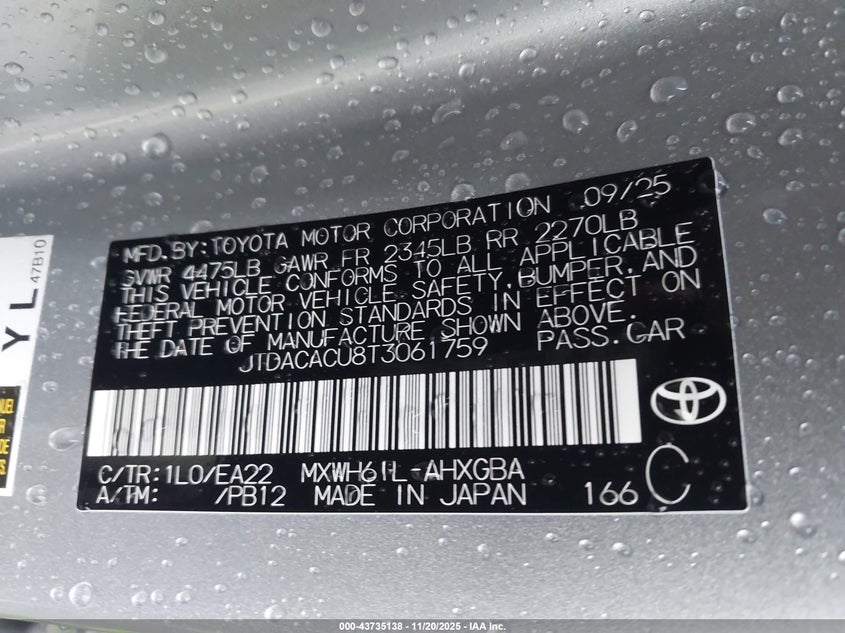 MFD.BY:TOYOTA MOTOR CORPORATION 09/25
GVWR 4475LB GAWR FR 2345LB RR 2270LB
THIS VEHICLE CONFORMS TO ALL APPLICABLE
FEDERAL MOTOR VEHICLE SAFETY,BUMPER,AND
THEFT PREVENTION STANDARDS IN EFFECT ON
THE DATE OF MANUFACTURE SHOWN ABOVE.
JTDACACU8T3061759 PASS.CAR
C/TR:1L0/EA22 MXWH61L-AHXGBA
A/TM: /PB12 MADE IN JAPAN 166 C
Y L
47B10
000-43735138 - 11/20/2025 - IAA Inc.